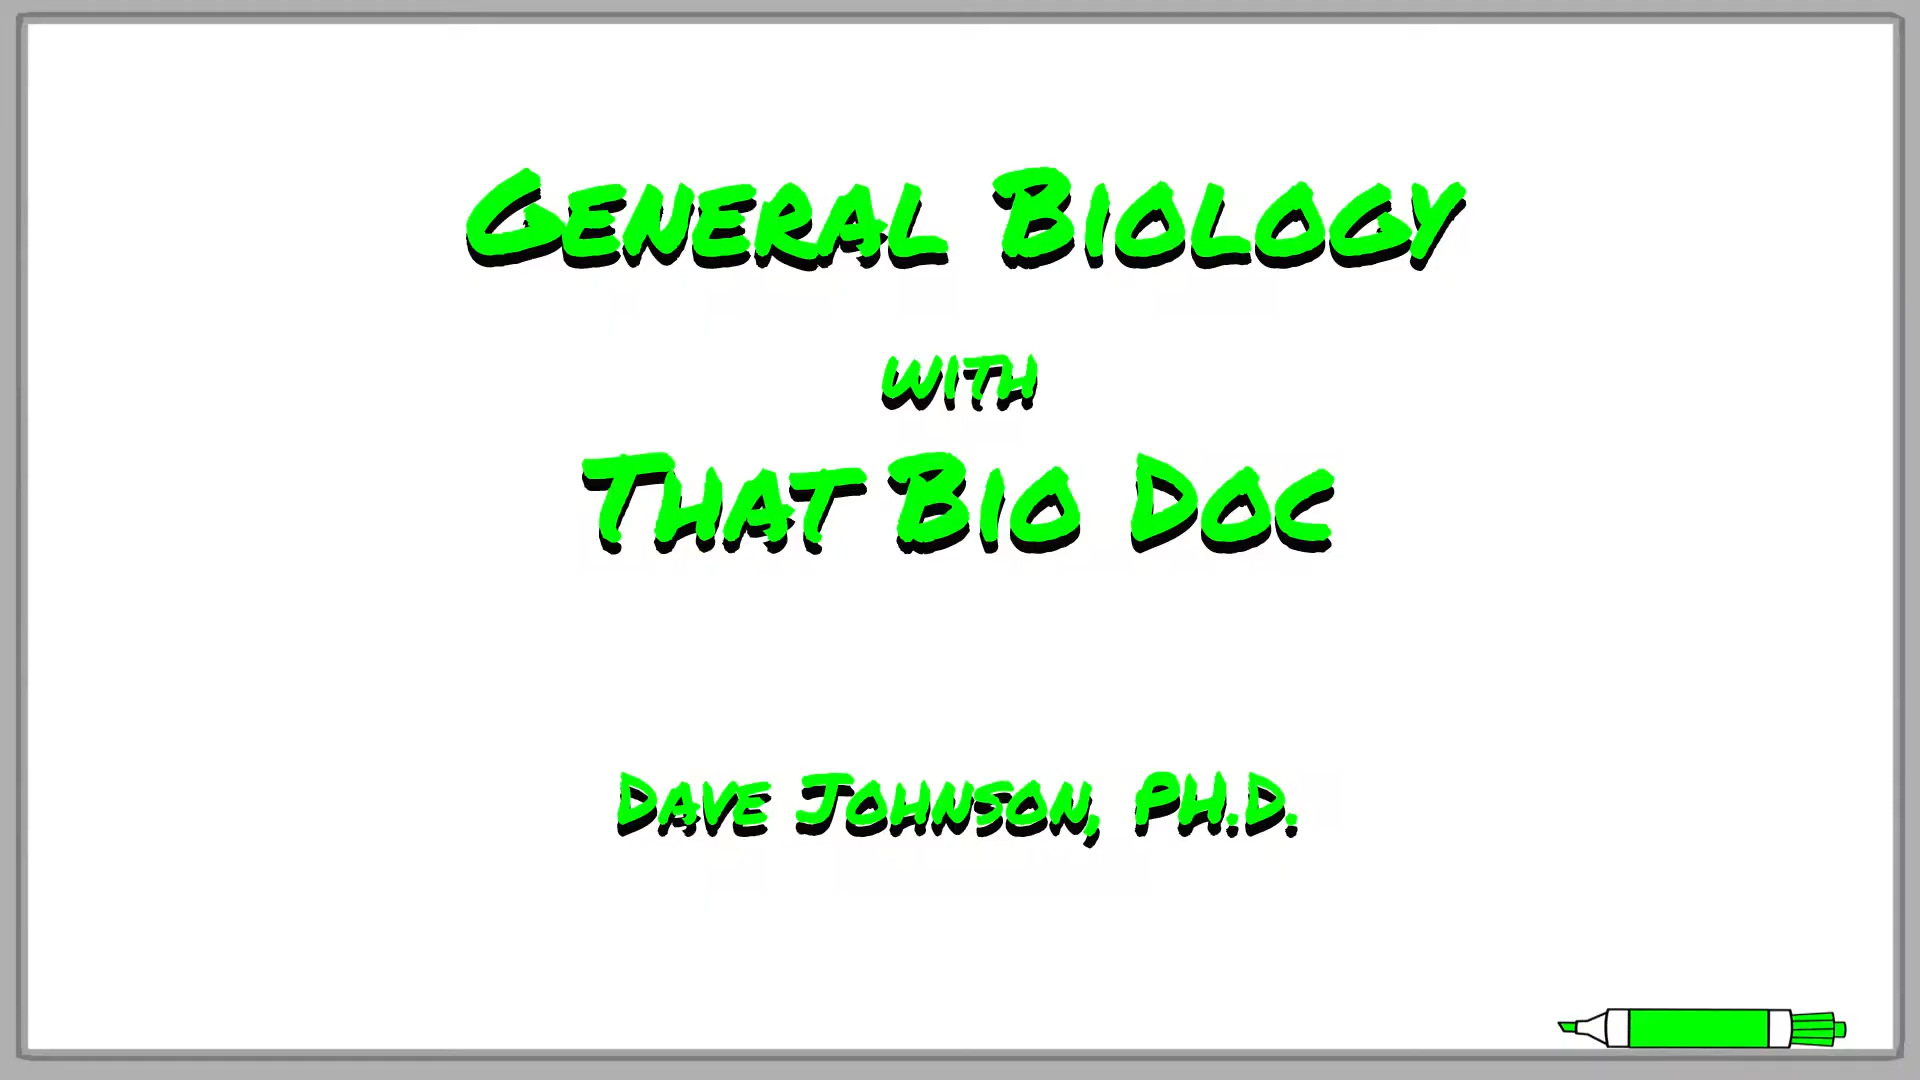 General Biology
with
That Bio Doc
Dave Johnson, PH.D.